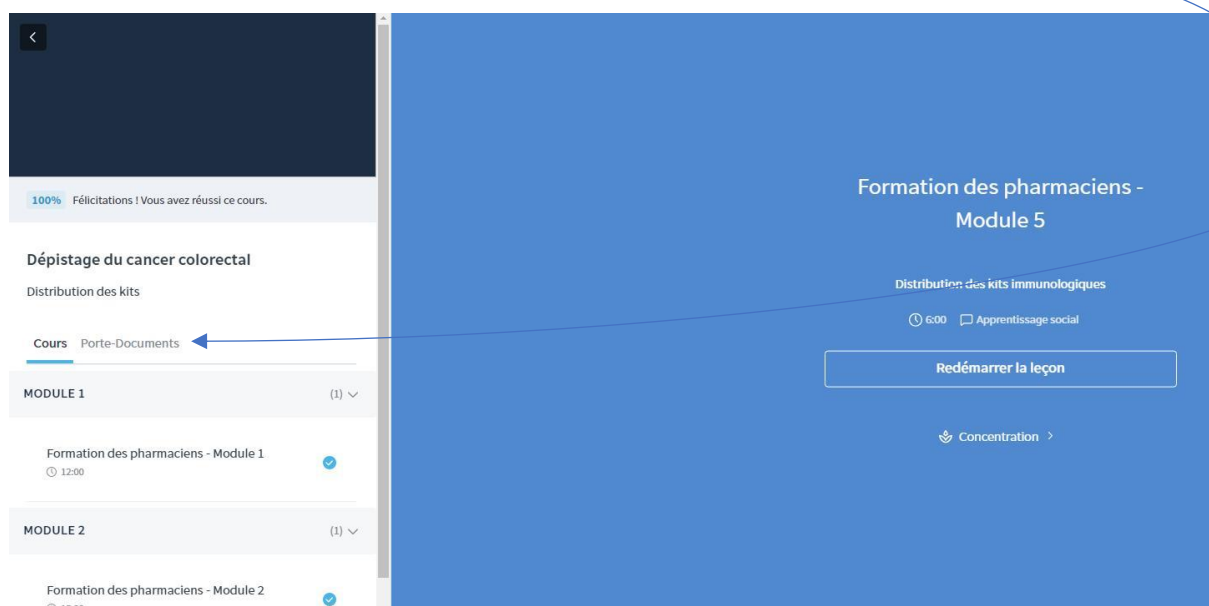 100% Félicitations ! Vous avez réussi ce cours.
Dépistage du cancer colorectal
Distribution des kits
Cours Porte-Documents
MODULE 1 (1)
Formation des pharmaciens - Module 1
12:00
MODULE 2 (1)
Formation des pharmaciens - Module 2
Formation des pharmaciens -
Module 5
Distribution des kits immunologiques
6:00 Apprentissage social
Redémarrer la leçon
Concentration